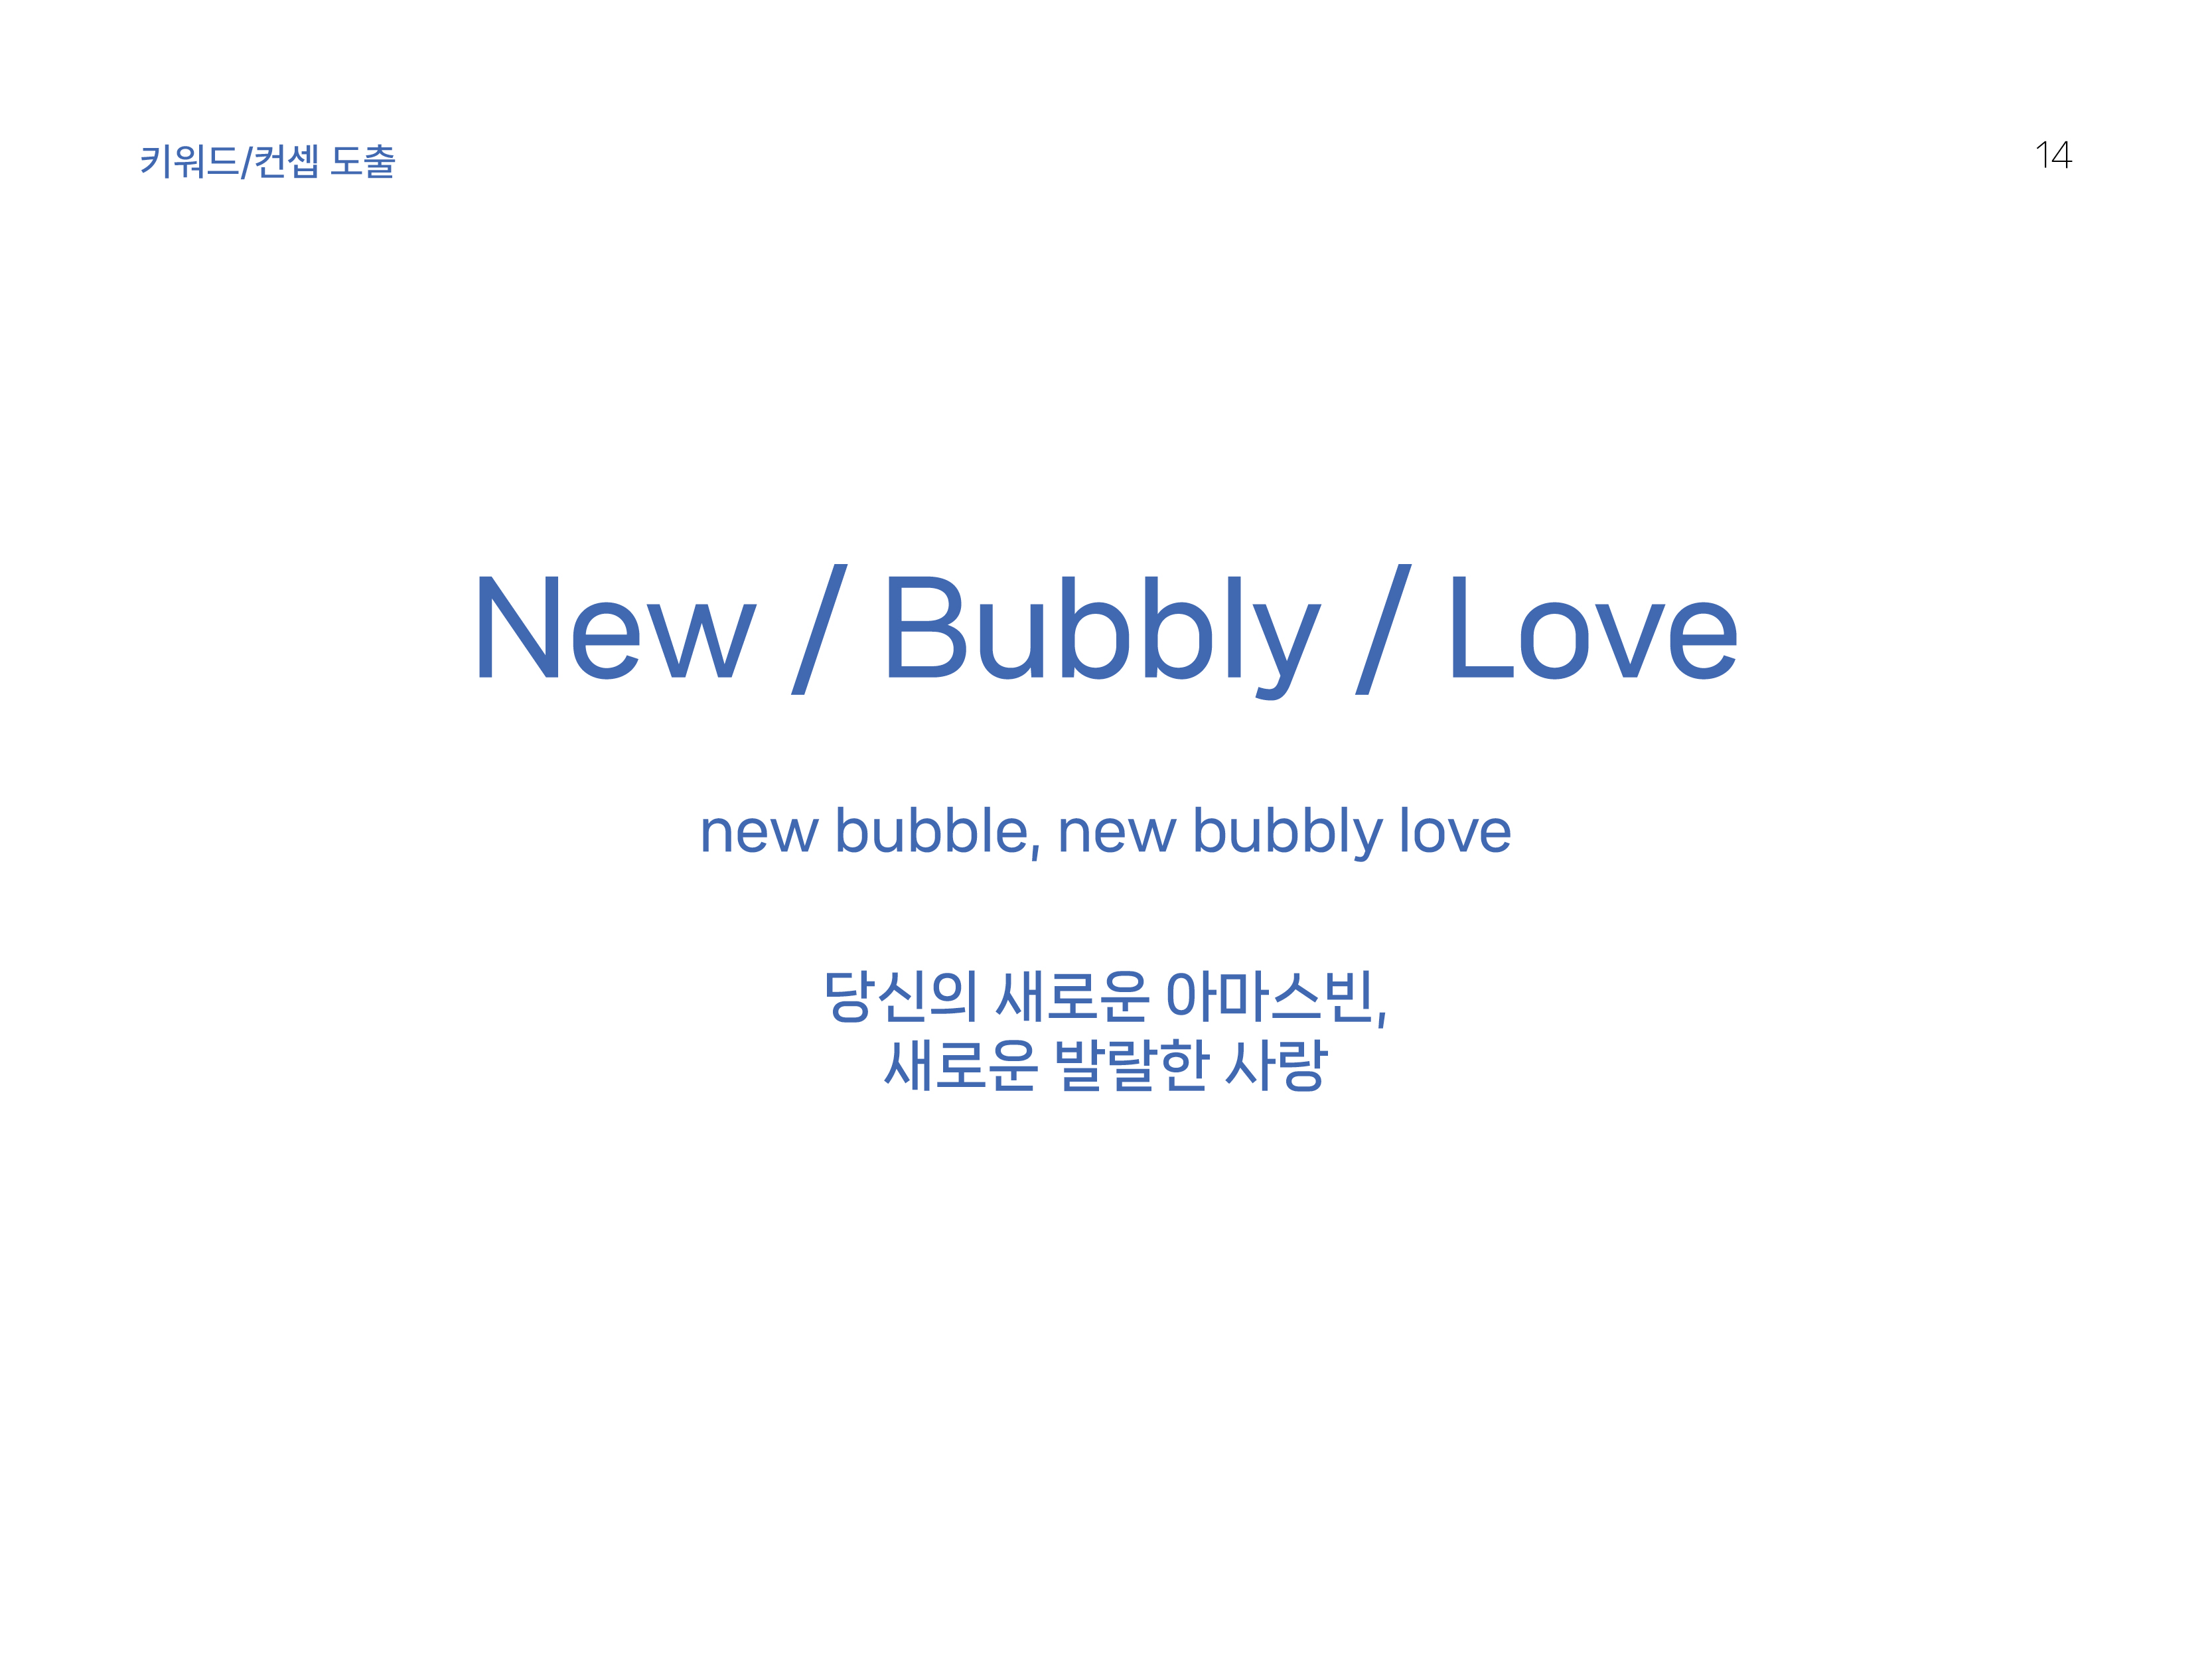 키워드/컨셉 도출
14
New / Bubbly / Love
new bubble, new bubbly love
당신의 새로운 아마스빈,
새로운 발랄한 사랑